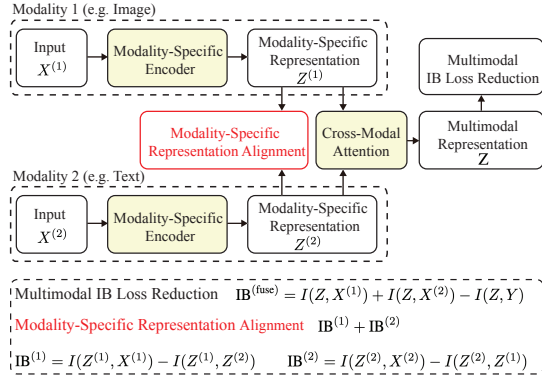 Modality 1 (e.g. Image)
Input
X^(1)
Modality-Specific
Encoder
Modality-Specific
Representation
Z^(1)
Multimodal
IB Loss Reduction
Modality-Specific
Representation Alignment
Cross-Modal
Attention
Multimodal
Representation
Z
Modality 2 (e.g. Text)
Input
X^(2)
Modality-Specific
Encoder
Modality-Specific
Representation
Z^(2)
Multimodal IB Loss Reduction IB^(fuse) = I(Z, X^(1)) + I(Z, X^(2)) − I(Z, Y)
Modality-Specific Representation Alignment IB^(1) + IB^(2)
IB^(1) = I(Z^(1), X^(1)) − I(Z^(1), Z^(2)) IB^(2) = I(Z^(2), X^(2)) − I(Z^(2), Z^(1))